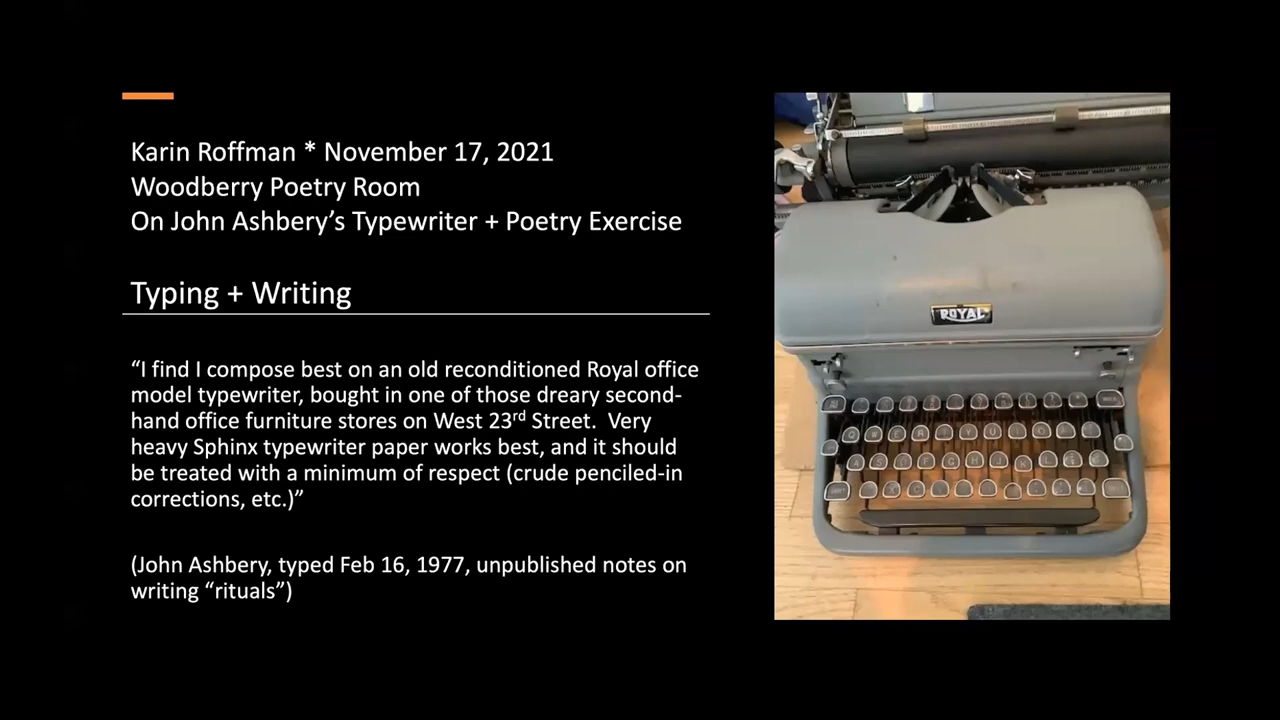 Karin Roffman * November 17, 2021
Woodberry Poetry Room
On John Ashbery’s Typewriter + Poetry Exercise
Typing + Writing
“I find I compose best on an old reconditioned Royal office
model typewriter, bought in one of those dreary second-
hand office furniture stores on West 23rd Street.  Very
heavy Sphinx typewriter paper works best, and it should
be treated with a minimum of respect (crude penciled-in
corrections, etc.)”
(John Ashbery, typed Feb 16, 1977, unpublished notes on
writing “rituals”)
ROYAL